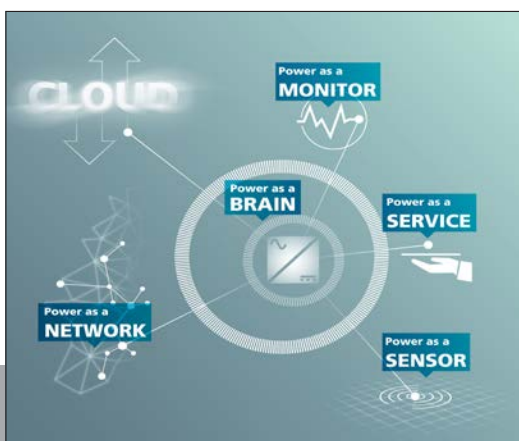 CLOUD
Power as a
MONITOR
Power as a
BRAIN
Power as a
SERVICE
Power as a
NETWORK
Power as a
SENSOR